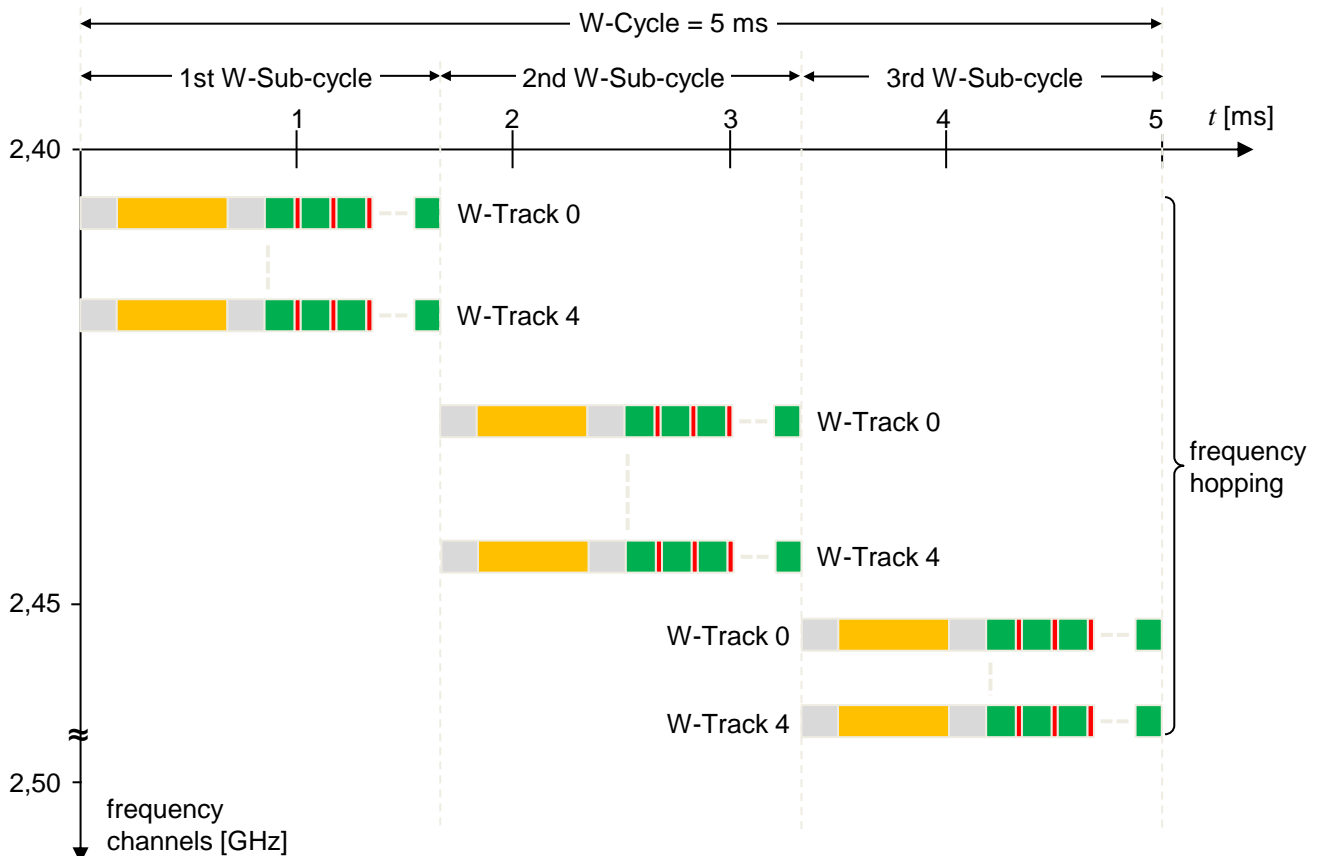 W-Cycle = 5 ms
1st W-Sub-cycle
2nd W-Sub-cycle
3rd W-Sub-cycle
1
2
3
4
5
t [ms]
2,40
W-Track 0
W-Track 4
W-Track 0
frequency
hopping
W-Track 4
2,45
W-Track 0
W-Track 4
2,50
frequency
channels [GHz]